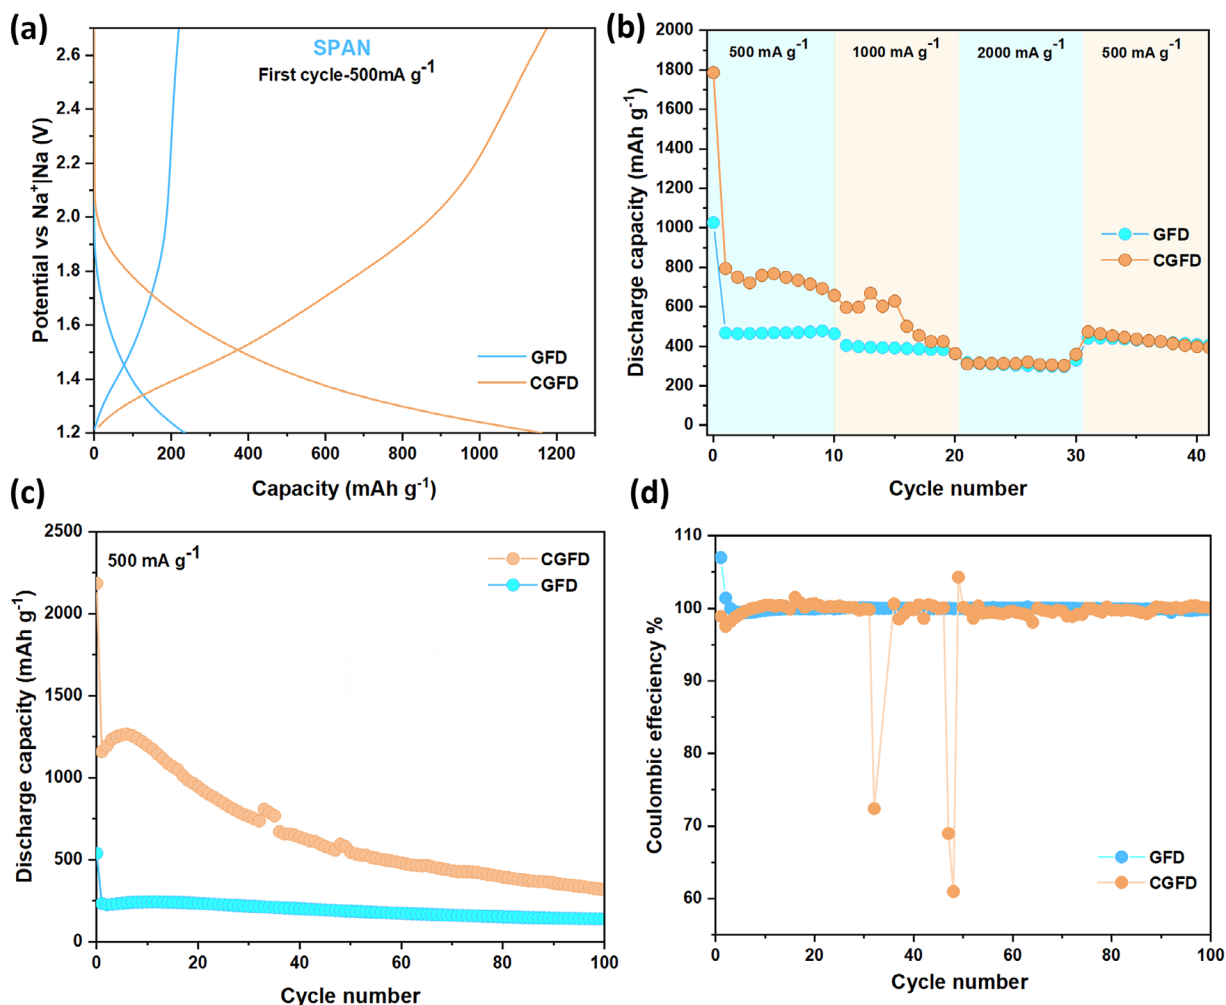 (a)
SPAN
First cycle-500mA g-1
2.6
2.4
2.2
2.0
1.8
1.6
1.4
1.2
Potential vs Na+|Na (V)
GFD
CGFD
0
200
400
600
800
1000
1200
Capacity (mAh g-1)
(b)
500 mA g-1
1000 mA g-1
2000 mA g-1
500 mA g-1
2000
1800
1600
1400
1200
1000
800
600
400
200
0
Discharge capacity (mAh g-1)
GFD
CGFD
0
10
20
30
40
Cycle number
(c)
500 mA g-1
2500
2000
1500
1000
500
0
Discharge capacity (mAh g-1)
CGFD
GFD
0
20
40
60
80
100
Cycle number
(d)
110
100
90
80
70
60
Coulombic effeciency %
GFD
CGFD
0
20
40
60
80
100
Cycle number